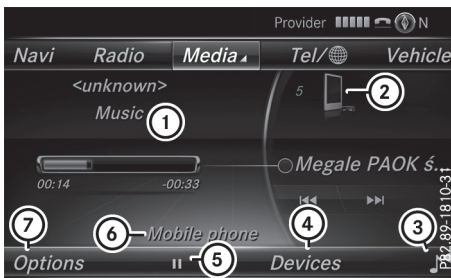 Provider N
Navi Radio Media Tel/ Vehicle
<unknown>
Music
1
5
2
00:14 -00:33
Megale PAOK ś...
6 Mobile phone
7
4
3
Options
5
Devices
P82.89-1810-31